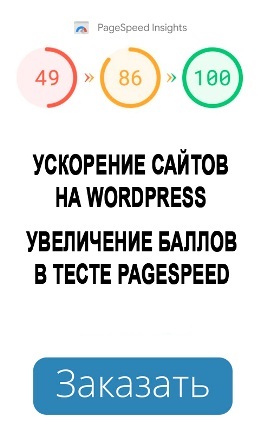 PageSpeed Insights
49 » 86 » 100
УСКОРЕНИЕ САЙТОВ
НА WORDPRESS
УВЕЛИЧЕНИЕ БАЛЛОВ
В ТЕСТЕ PAGESPEED
Заказать